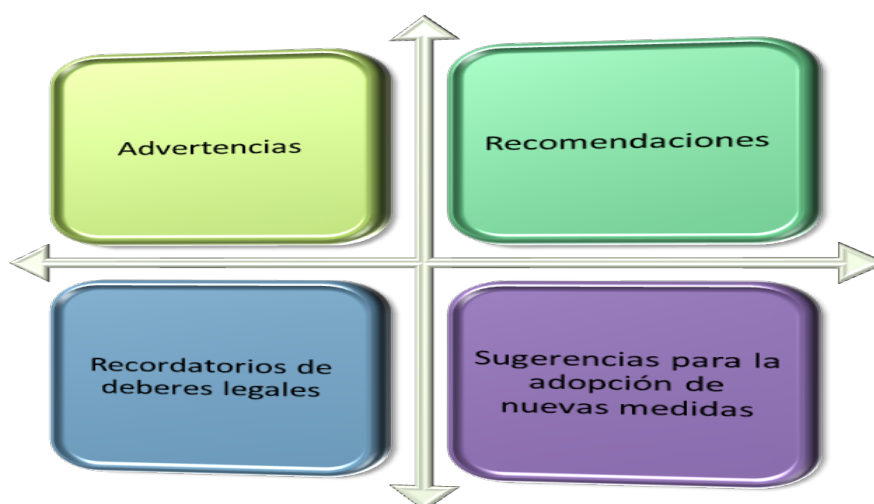 Advertencias
Recomendaciones
Recordatorios de
deberes legales
Sugerencias para la
adopción de
nuevas medidas